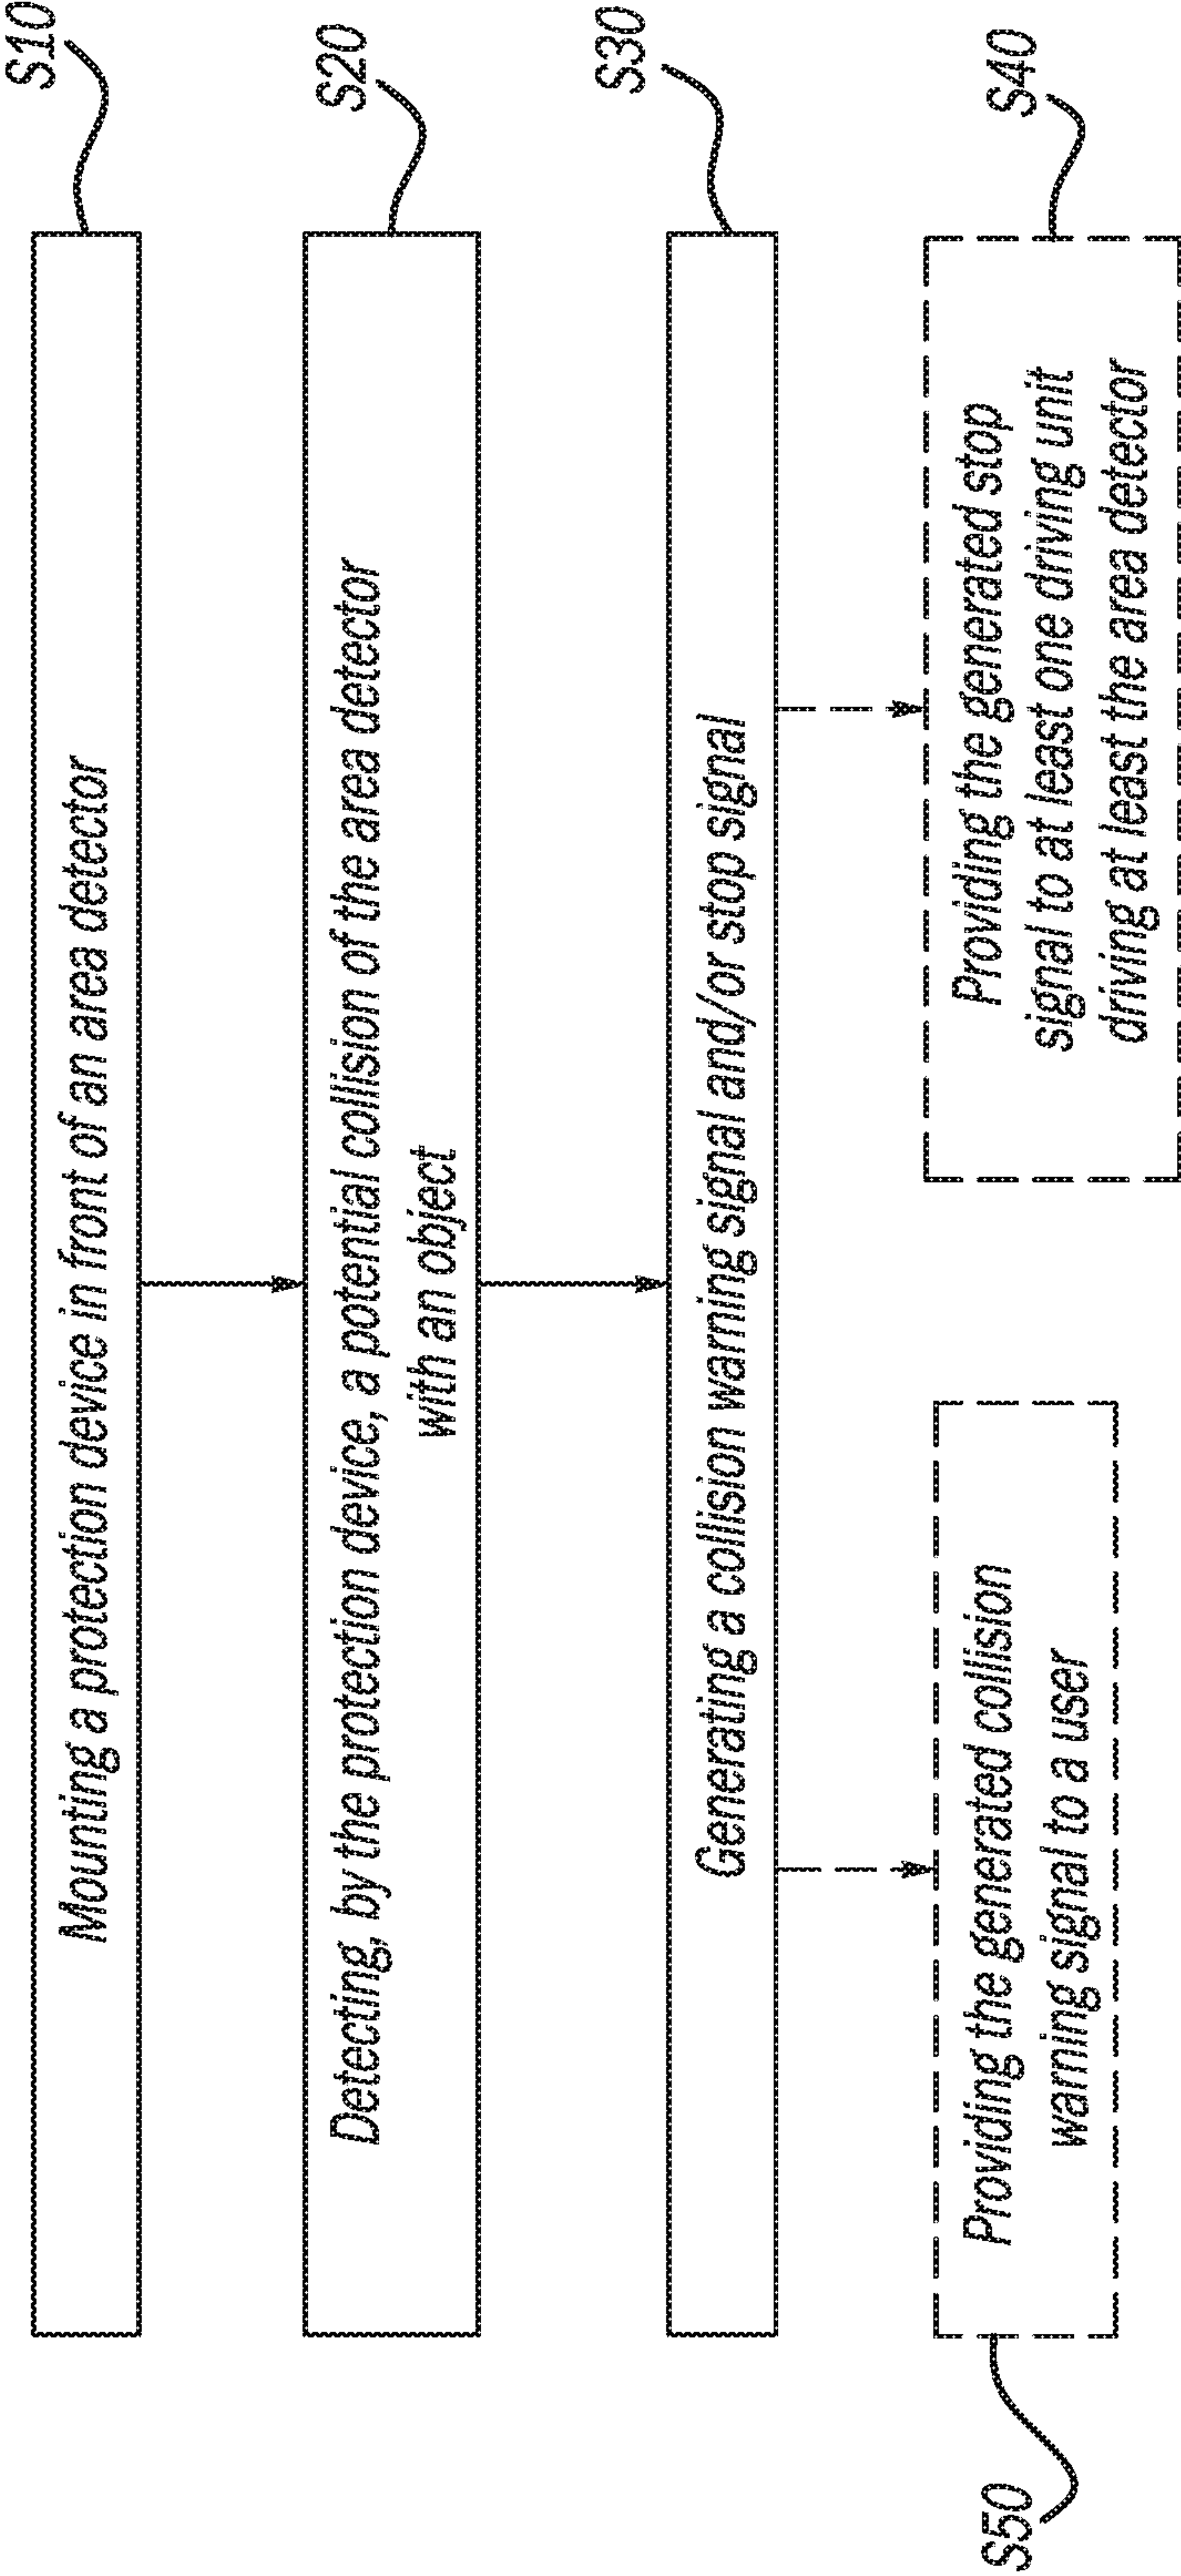 Mounting a protection device in front of an area detector
S10
Detecting, by the protection device, a potential collision of the area detector
with an object
S20
Generating a collision warning signal and/or stop signal
S30
Providing the generated collision
warning signal to a user
S50
Providing the generated stop
signal to at least one driving unit
driving at least the area detector
S40